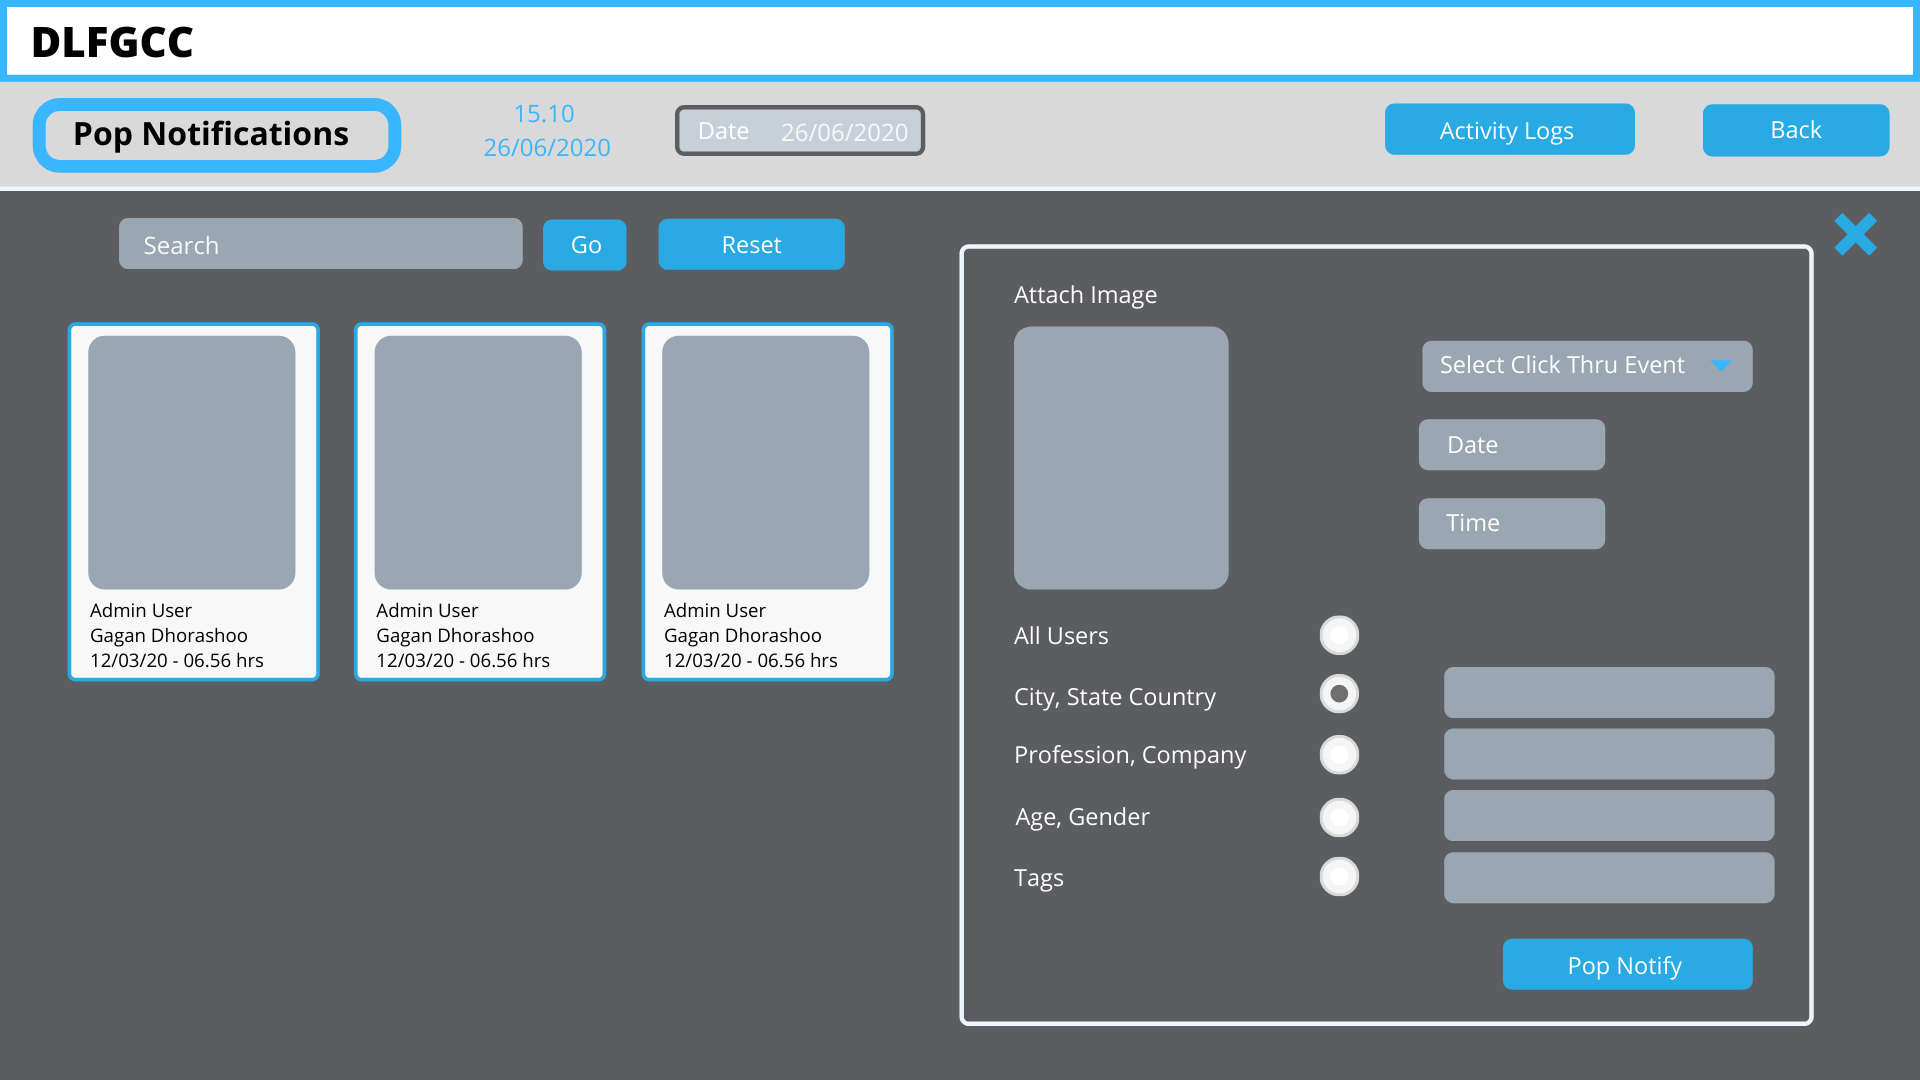 DLFGCC
Pop Notifications
15.10
26/06/2020
Date 26/06/2020
Activity Logs
Back
Search
Go
Reset
Admin User
Gagan Dhorashoo
12/03/20 - 06.56 hrs
Admin User
Gagan Dhorashoo
12/03/20 - 06.56 hrs
Admin User
Gagan Dhorashoo
12/03/20 - 06.56 hrs
Attach Image
Select Click Thru Event
Date
Time
All Users
City, State Country
Profession, Company
Age, Gender
Tags
Pop Notify